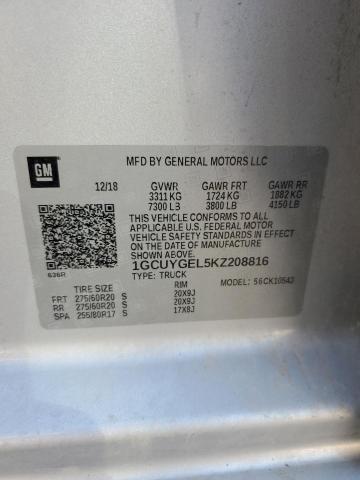 GM
MFD BY GENERAL MOTORS LLC
12/18 GVWR GAWR FRT GAWR RR
3311 KG 1724 KG 1882 KG
7300 LB 3800 LB 4150 LB
THIS VEHICLE CONFORMS TO ALL
APPLICABLE U.S. FEDERAL MOTOR
VEHICLE SAFETY STANDARDS IN
EFFECT ON THE DATE OF
MANUFACTURE SHOWN ABOVE.
1GCUYGEL5KZ208816
636R TYPE: TRUCK MODEL: 56CK10543
TIRE SIZE RIM
FRT 275/60R20 S 20X9J
RR 275/60R20 S 20X9J
SPA 255/80R17 S 17X8J